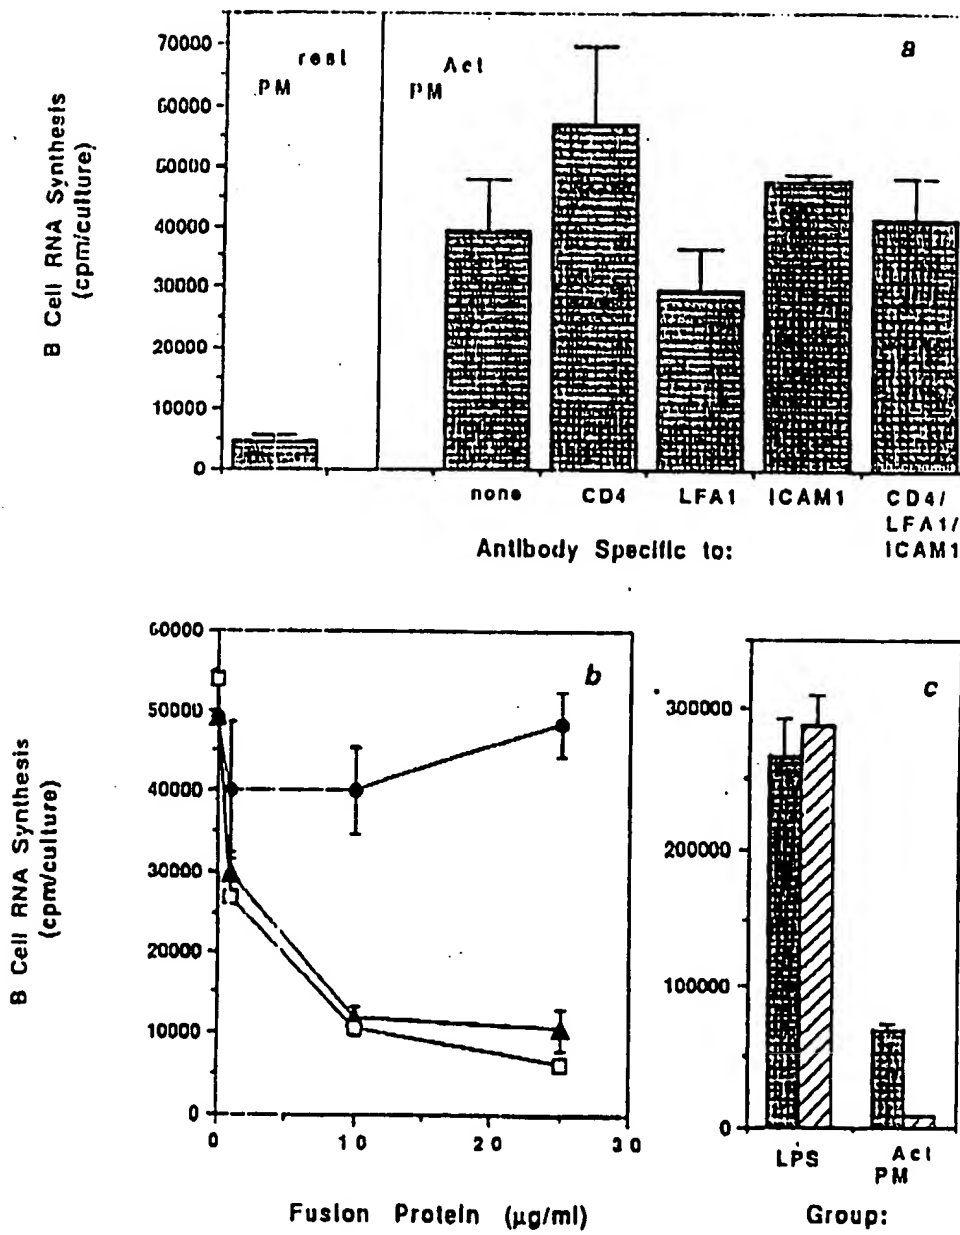 a
70000
60000
50000
40000
30000
20000
10000
0
rest
PM
Act
PM
B Cell RNA Synthesis
(cpm/culture)
none
CD4
LFA1
ICAM1
CD4/
LFA1/
ICAM1
Antibody Specific to:
b
60000
50000
40000
30000
20000
10000
0
0
10
20
30
B Cell RNA Synthesis
(cpm/culture)
Fusion Protein (µg/ml)
c
300000
200000
100000
0
LPS
Act
PM
Group: